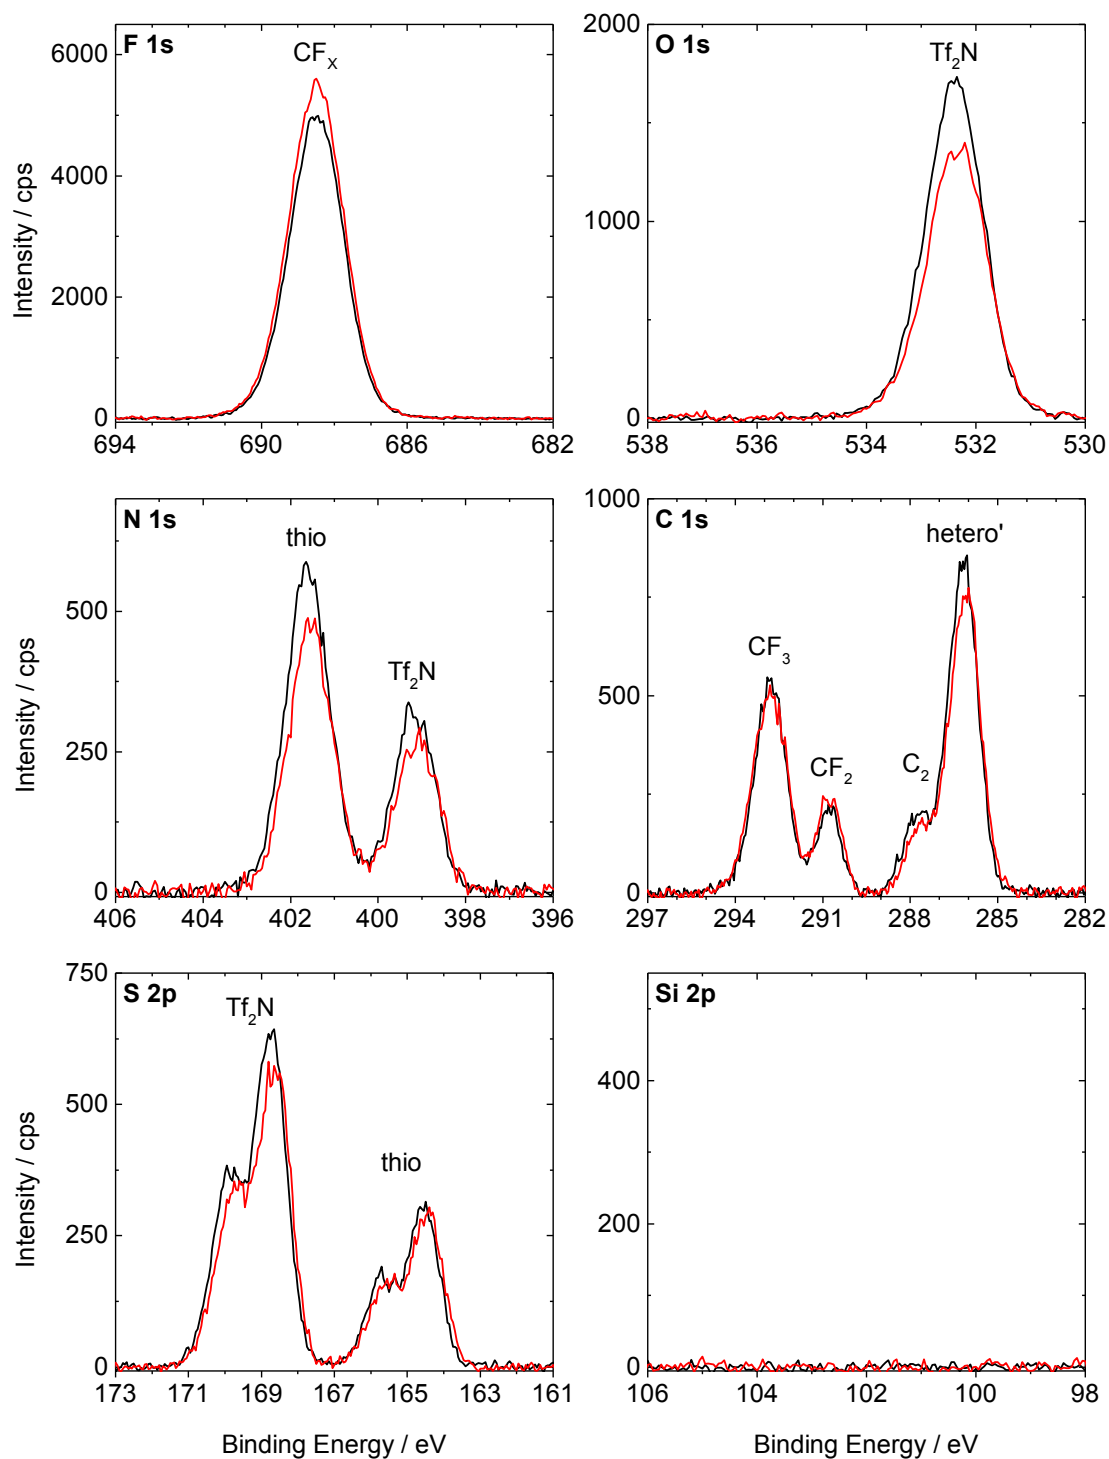 F 1s
CFX
6000
4000
2000
0
694 690 686 682
Intensity / cps
O 1s
Tf2N
2000
1000
0
538 536 534 532 530
N 1s
thio
Tf2N
500
250
0
406 404 402 400 398 396
Intensity / cps
C 1s
hetero'
CF3
CF2
C2
1000
500
0
297 294 291 288 285 282
S 2p
Tf2N
thio
750
500
250
0
173 171 169 167 165 163 161
Intensity / cps
Binding Energy / eV
Si 2p
400
200
0
106 104 102 100 98
Binding Energy / eV